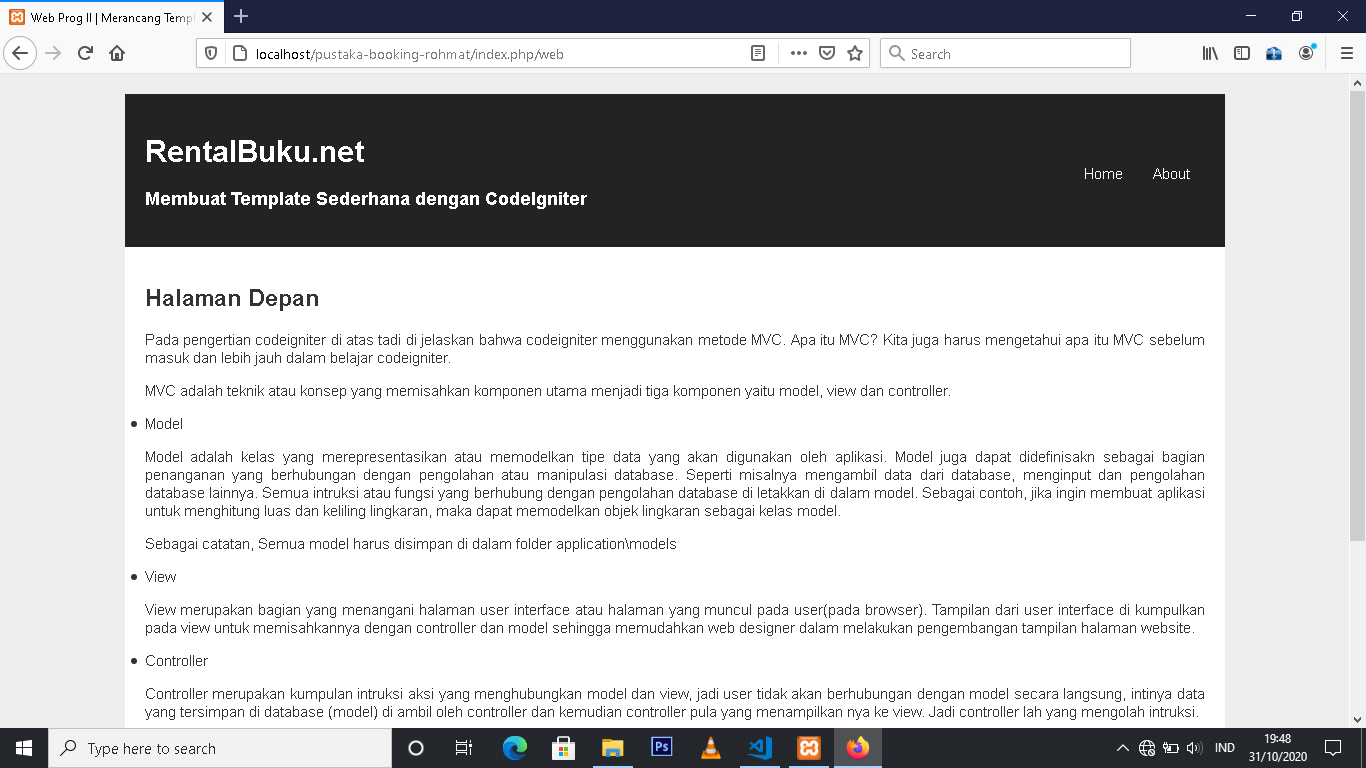 Web Prog II | Merancang Templ
localhost/pustaka-booking-rohmat/index.php/web
Search
RentalBuku.net
Membuat Template Sederhana dengan CodeIgniter
Home
About
Halaman Depan
Pada pengertian codeigniter di atas tadi di jelaskan bahwa codeigniter menggunakan metode MVC. Apa itu MVC? Kita juga harus mengetahui apa itu MVC sebelum
masuk dan lebih jauh dalam belajar codeigniter.
MVC adalah teknik atau konsep yang memisahkan komponen utama menjadi tiga komponen yaitu model, view dan controller.
• Model
Model adalah kelas yang merepresentasikan atau memodelkan tipe data yang akan digunakan oleh aplikasi. Model juga dapat didefinisakn sebagai bagian
penanganan yang berhubungan dengan pengolahan atau manipulasi database. Seperti misalnya mengambil data dari database, menginput dan pengolahan
database lainnya. Semua intruksi atau fungsi yang berhubung dengan pengolahan database di letakkan di dalam model. Sebagai contoh, jika ingin membuat aplikasi
untuk menghitung luas dan keliling lingkaran, maka dapat memodelkan objek lingkaran sebagai kelas model.
Sebagai catatan, Semua model harus disimpan di dalam folder application\models
• View
View merupakan bagian yang menangani halaman user interface atau halaman yang muncul pada user(pada browser). Tampilan dari user interface di kumpulkan
pada view untuk memisahkannya dengan controller dan model sehingga memudahkan web designer dalam melakukan pengembangan tampilan halaman website.
• Controller
Controller merupakan kumpulan intruksi aksi yang menghubungkan model dan view, jadi user tidak akan berhubungan dengan model secara langsung, intinya data
yang tersimpan di database (model) di ambil oleh controller dan kemudian controller pula yang menampilkan nya ke view. Jadi controller lah yang mengolah intruksi.
Type here to search
Ps
IND
19:48
31/10/2020